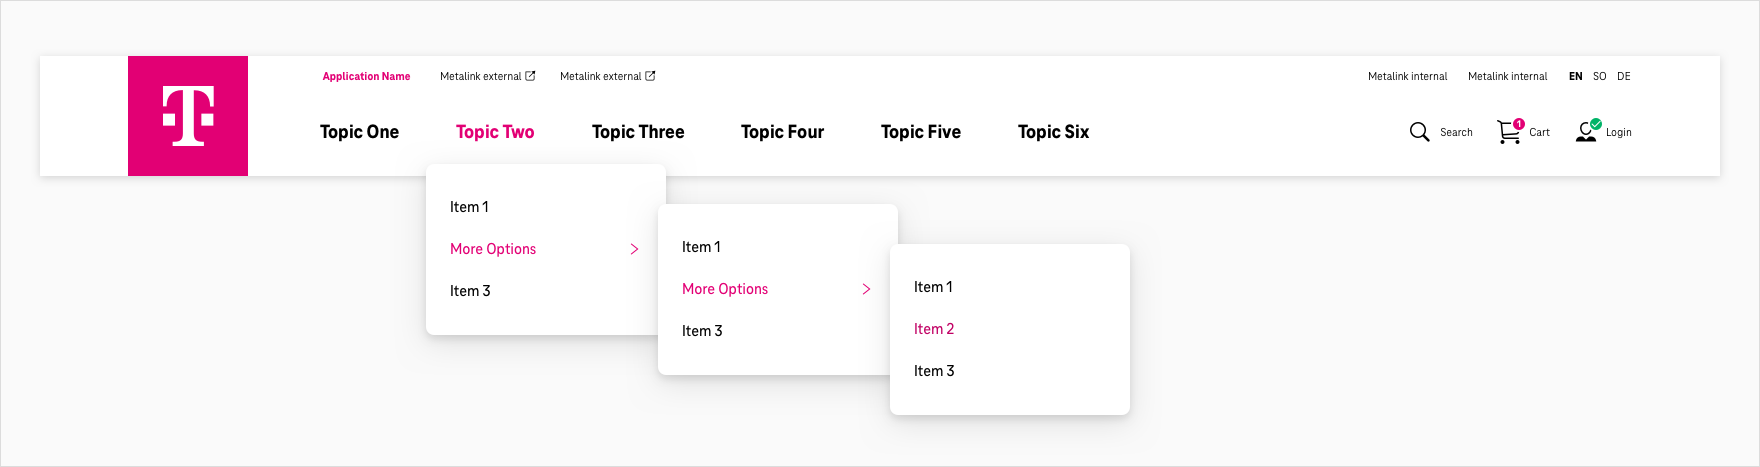 Application Name Metalink external Metalink external Metalink internal Metalink internal EN SO DE
T
Topic One Topic Two Topic Three Topic Four Topic Five Topic Six Search 1 Cart Login
Item 1
More Options
Item 3
Item 1
More Options
Item 3
Item 1
Item 2
Item 3